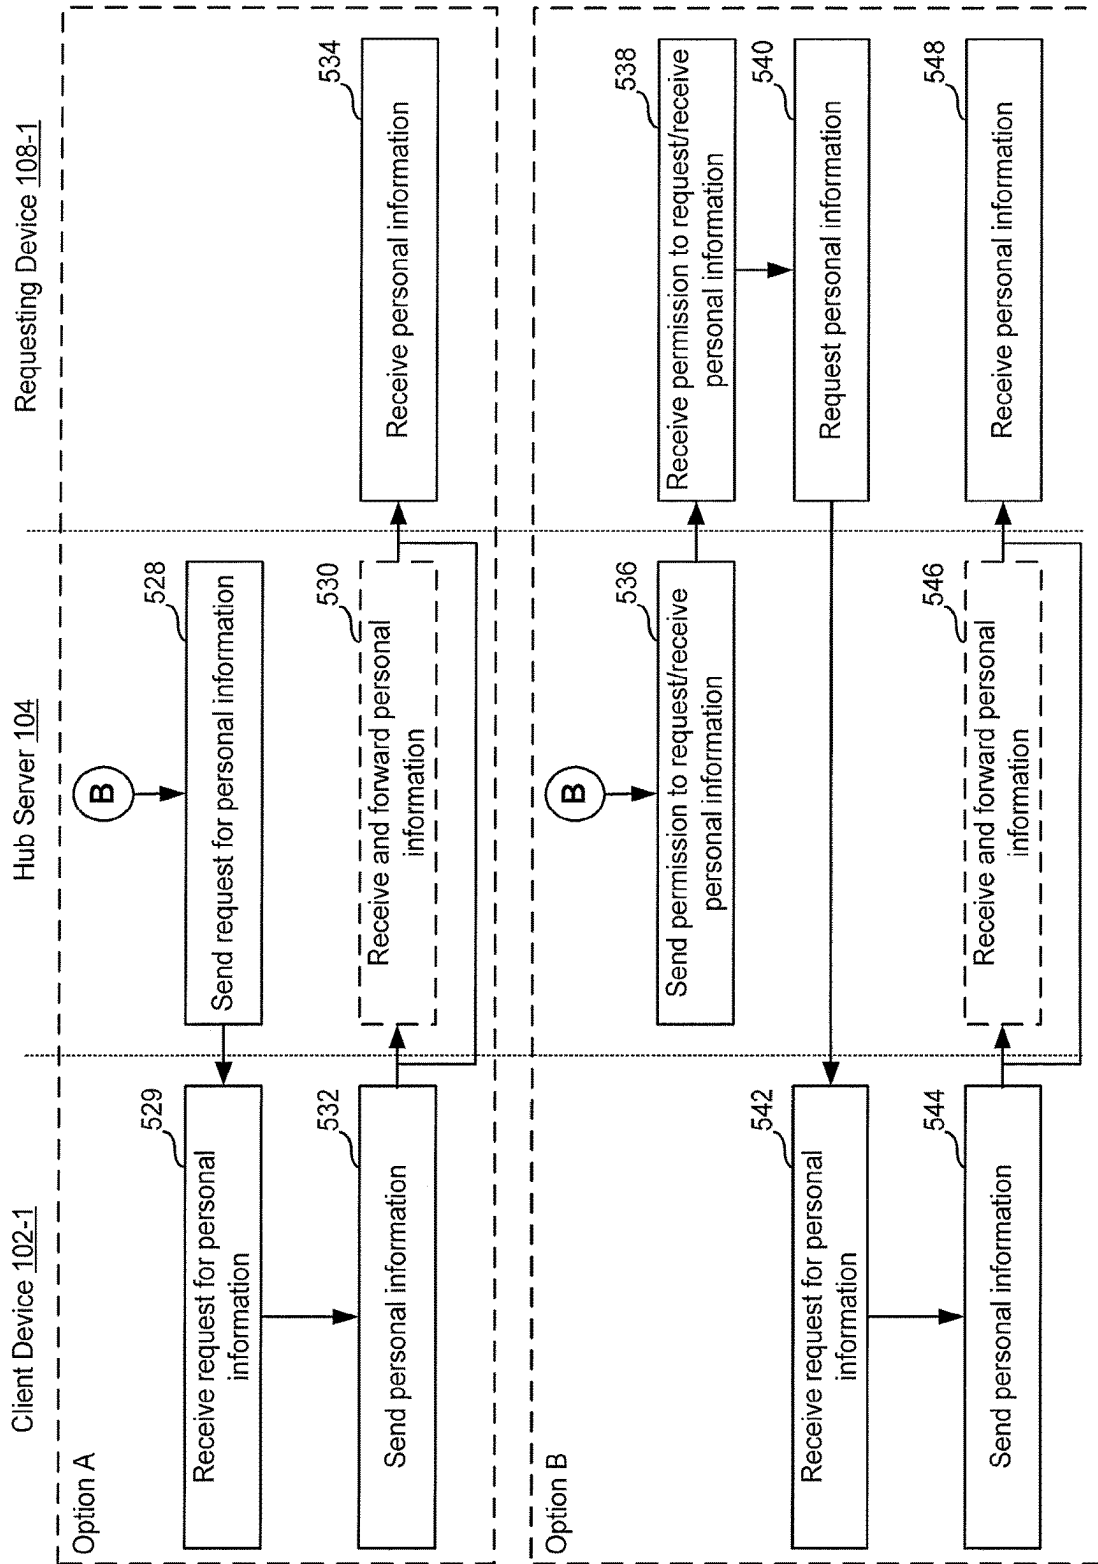 Client Device 102-1
Hub Server 104
Requesting Device 108-1
Option A
B
528
Send request for personal information
529
Receive request for personal
information
532
Send personal information
530
Receive and forward personal
information
534
Receive personal information
Option B
B
536
Send permission to request/receive
personal information
538
Receive permission to request/receive
personal information
540
Request personal information
542
Receive request for personal
information
544
Send personal information
546
Receive and forward personal
information
548
Receive personal information